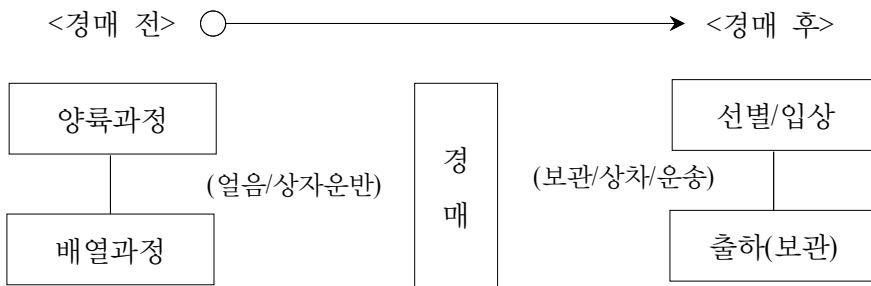 <경매 전>
<경매 후>
양륙과정
선별/입상
경
매
(얼음/상자운반)
(보관/상차/운송)
배열과정
출하(보관)